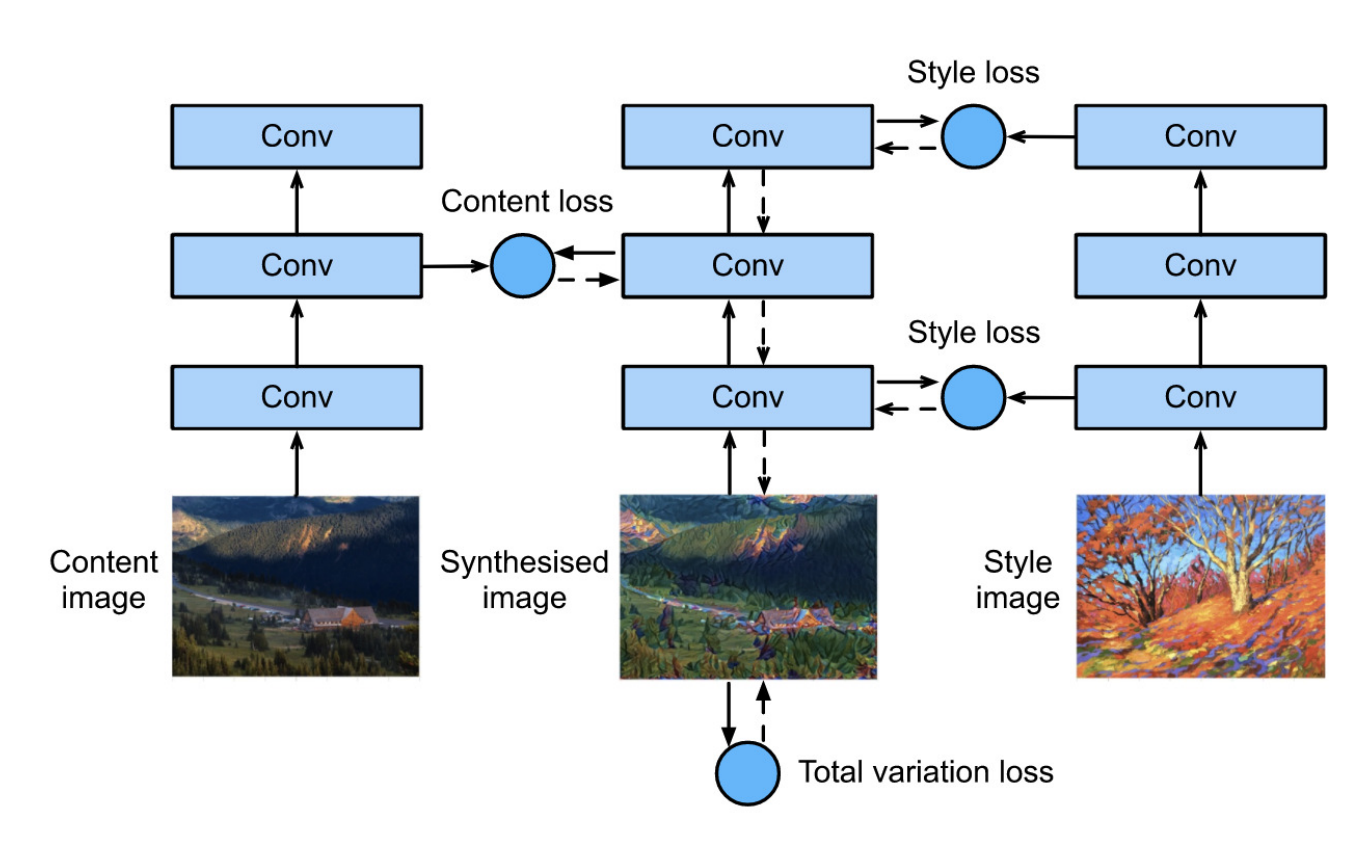 Style loss
Conv
Conv
Conv
Content loss
Conv
Conv
Conv
Style loss
Conv
Conv
Conv
Content
image
Synthesised
image
Style
image
Total variation loss